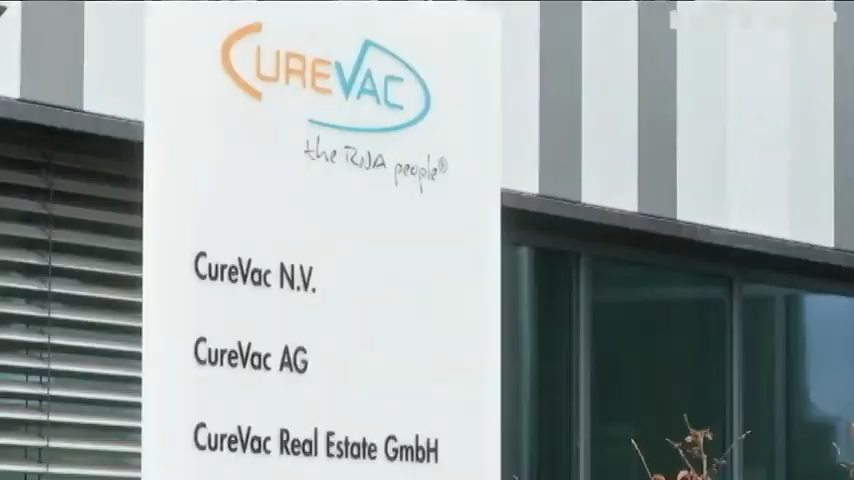 CUREVAC
the RNA people®
CureVac N.V.
CureVac AG
CureVac Real Estate GmbH